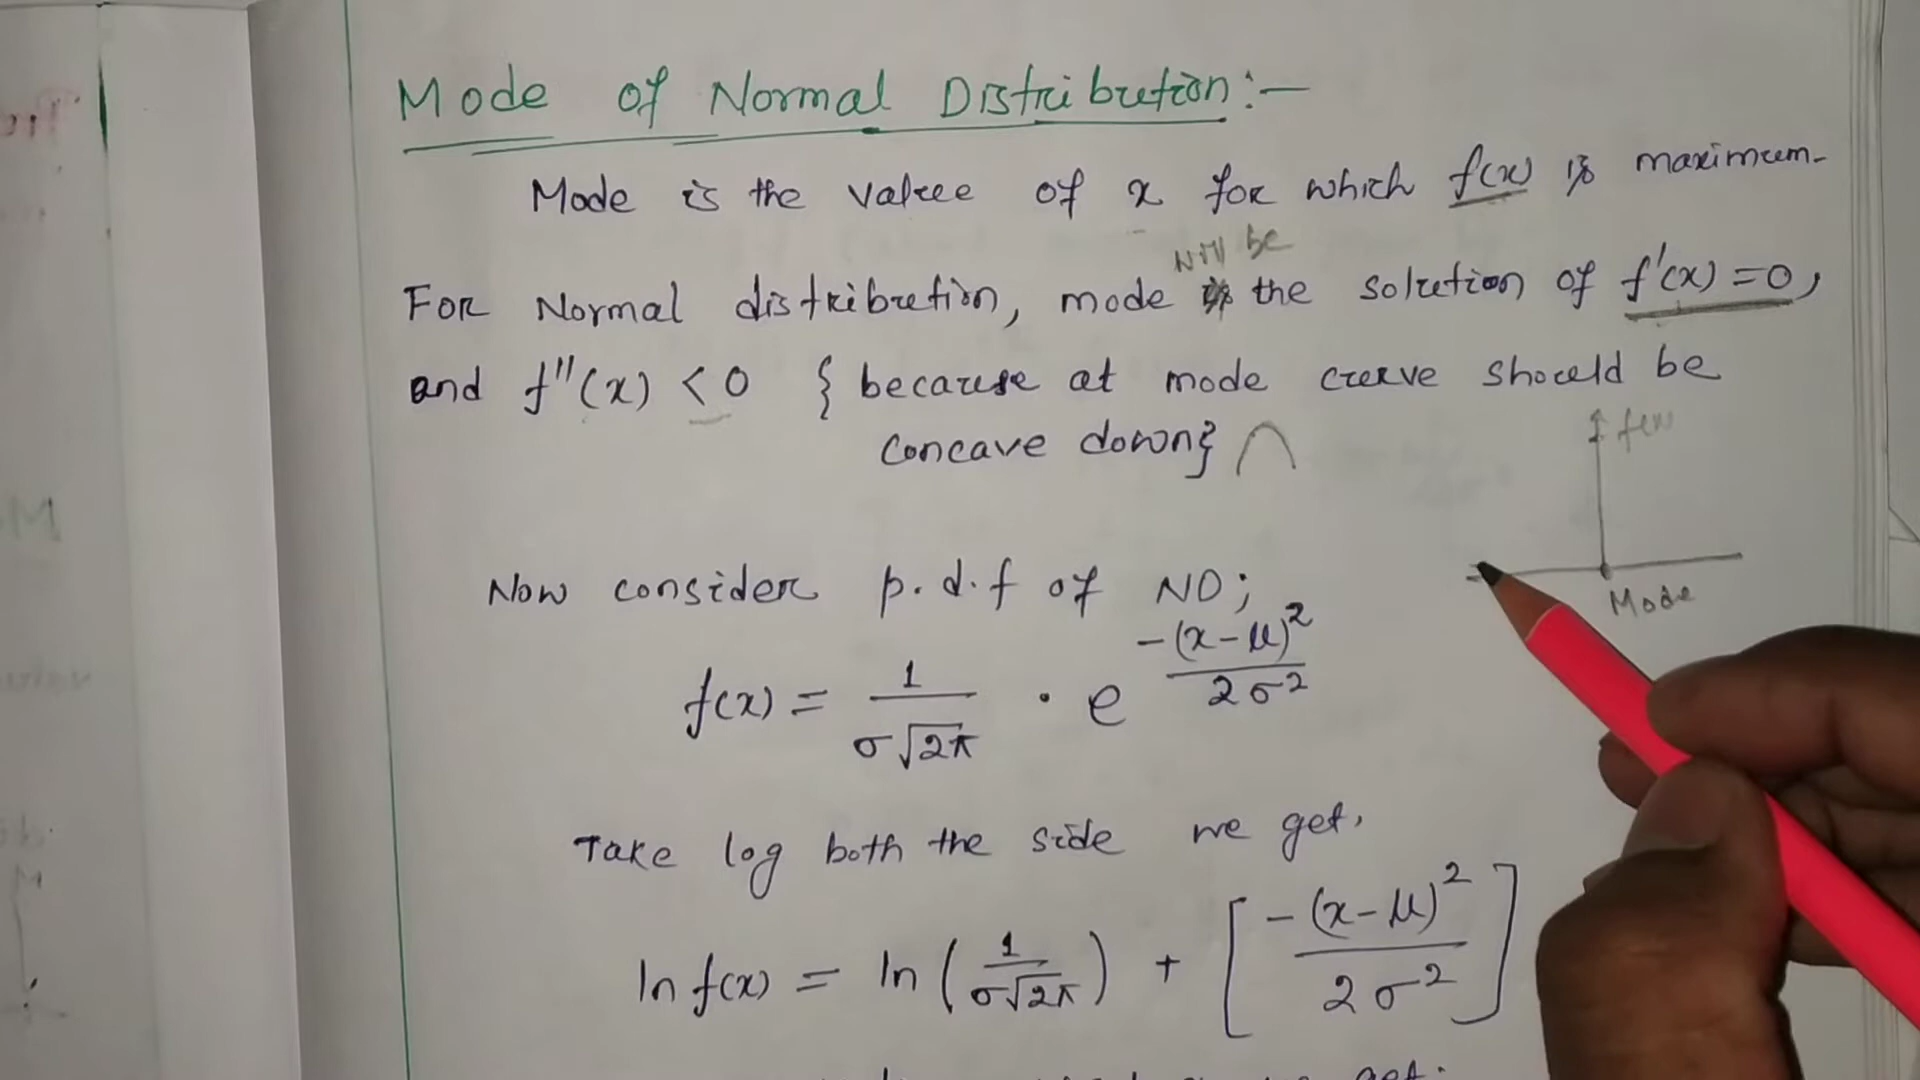 Mode of Normal Distribution:-
Mode is the value of x for which f(x) is maximum.
will be
For Normal distribution, mode the solution of f'(x) = 0,
and f''(x) < 0 { because at mode curve should be
concave down}
f(x)
Mode
Now consider p.d.f of ND;
f(x) = 1/(σ√2π) · e^(-(x-μ)²/2σ²)
Take log both the side we get,
ln f(x) = ln (1/(σ√2π)) + [-(x-μ)²/2σ²]
get.